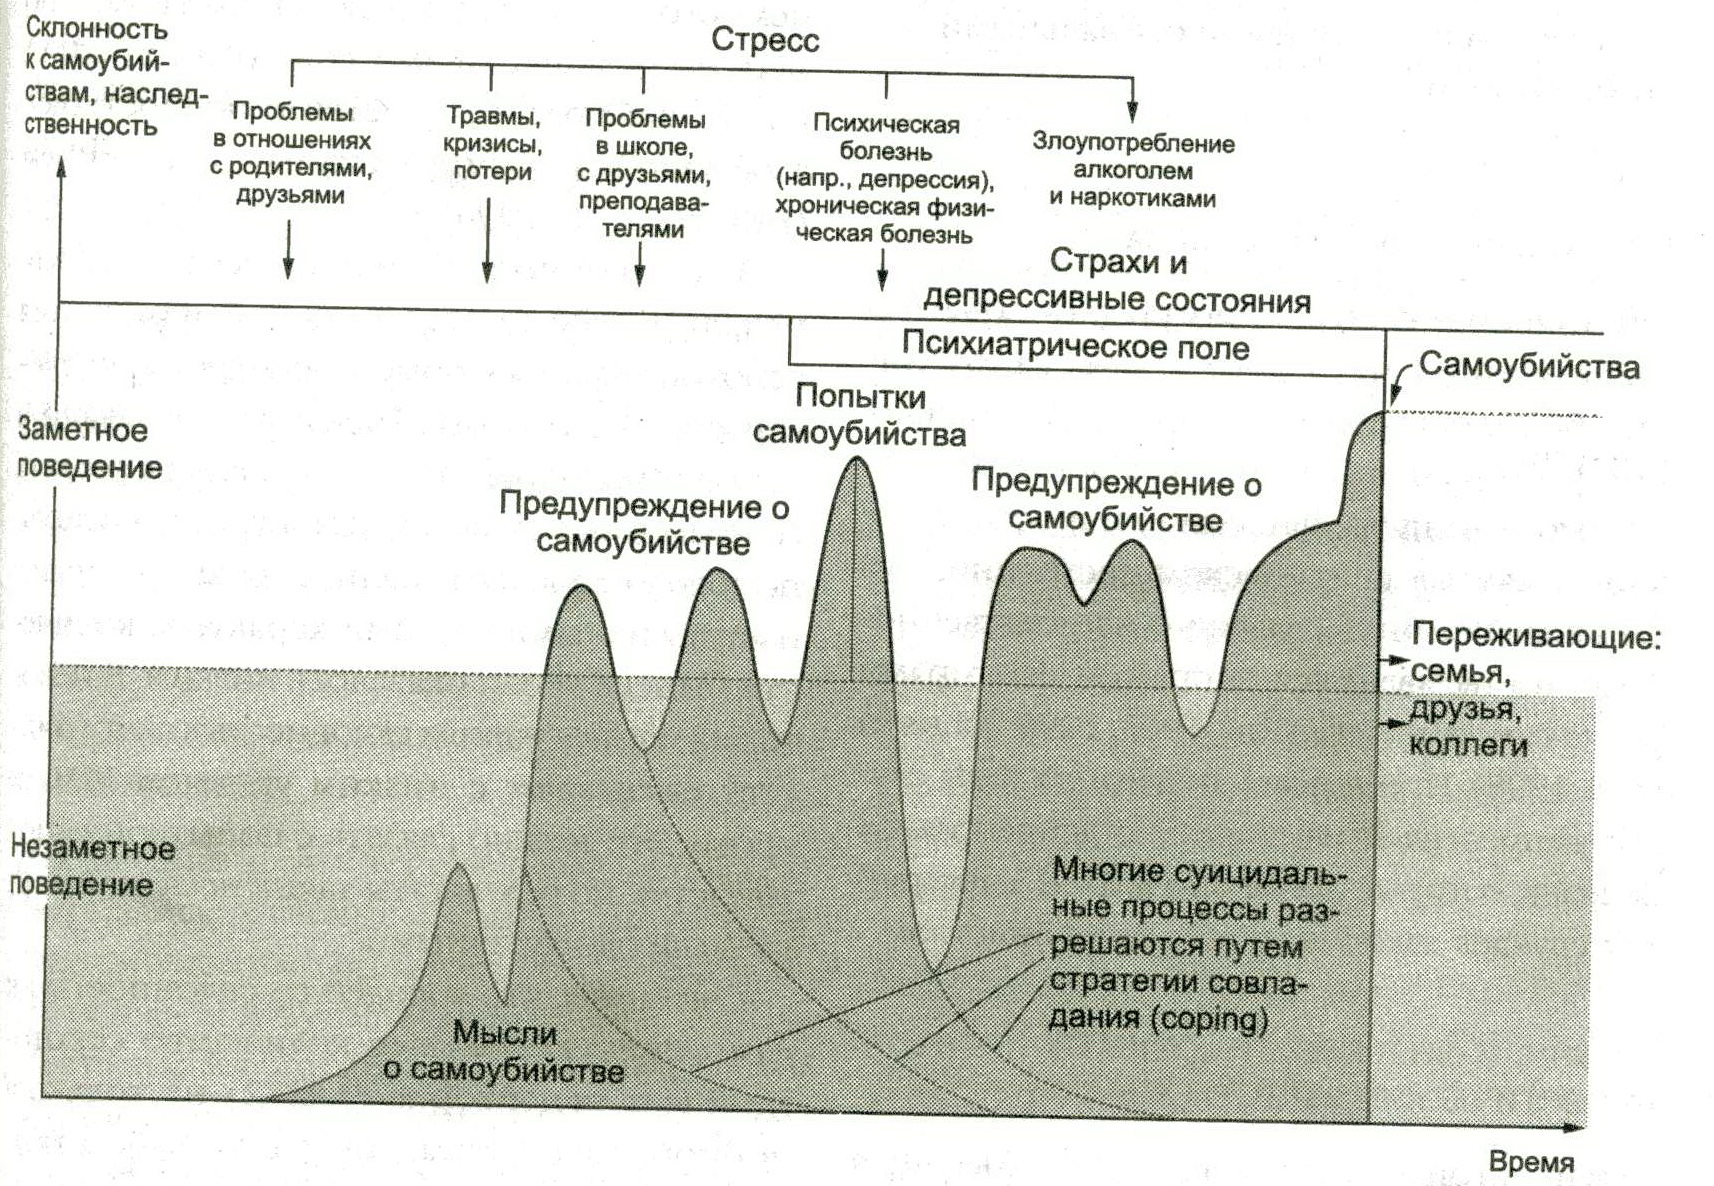 Склонность
к самоубий-
ствам, наслед-
ственность
Стресс
Проблемы
в отношениях
с родителями,
друзьями
Травмы,
кризисы,
потери
Проблемы
в школе,
с друзьями,
преподава-
телями
Психическая
болезнь
(напр., депрессия),
хроническая физи-
ческая болезнь
Злоупотребление
алкоголем
и наркотиками
Страхи и
депрессивные состояния
Психиатрическое поле
Самоубийства
Заметное
поведение
Попытки
самоубийства
Предупреждение о
самоубийстве
Предупреждение о
самоубийстве
Переживающие:
семья,
друзья,
коллеги
Незаметное
поведение
Многие суицидаль-
ные процессы раз-
решаются путем
стратегии совла-
дания (coping)
Мысли
о самоубийстве
Время